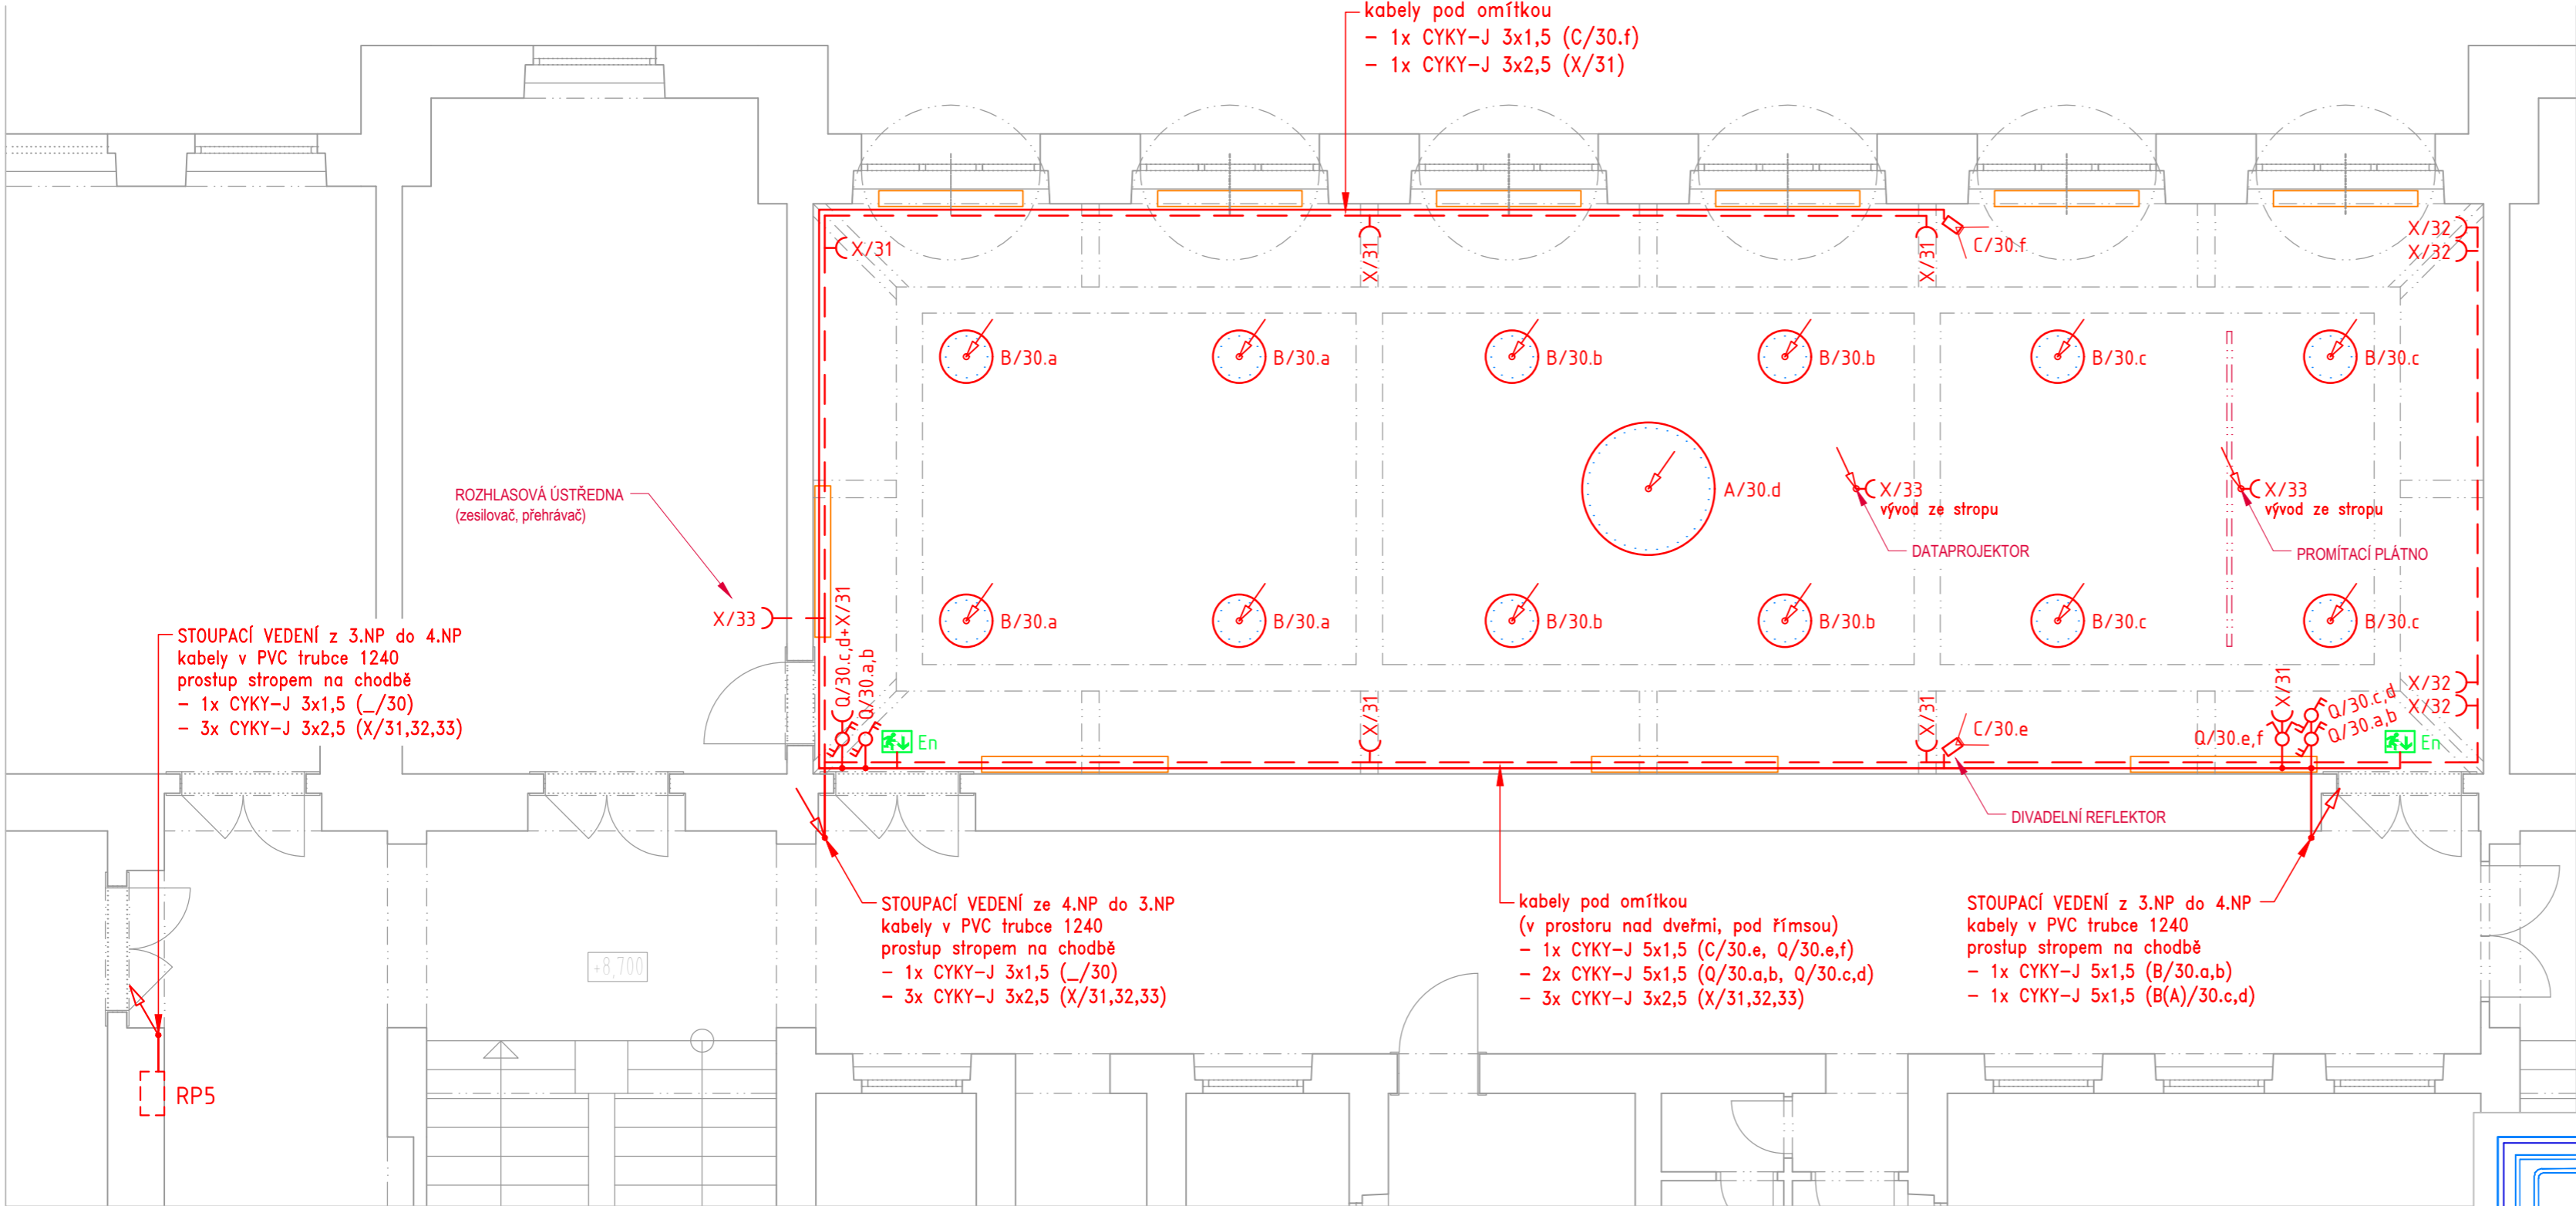 kabely pod omítkou
- 1x CYKY-J 3x1,5 (C/30.f)
- 1x CYKY-J 3x2,5 (X/31)
X/31
X/31
X/31
C/30.f
X/32
X/32
B/30.a
B/30.a
B/30.b
B/30.b
B/30.c
B/30.c
A/30.d
X/33
vývod ze stropu
DATAPROJEKTOR
X/33
vývod ze stropu
PROMÍTACÍ PLÁTNO
ROZHLASOVÁ ÚSTŘEDNA
(zesilovač, přehrávač)
X/33
Q/30.c,d+X/31
Q/30.a,b
B/30.a
B/30.a
B/30.b
B/30.b
B/30.c
B/30.c
STOUPACÍ VEDENÍ z 3.NP do 4.NP
kabely v PVC trubce 1240
prostup stropem na chodbě
- 1x CYKY-J 3x1,5 (_/30)
- 3x CYKY-J 3x2,5 (X/31,32,33)
En
X/31
X/31
C/30.e
X/31
Q/30.e,f
Q/30.c,d
Q/30.a,b
X/32
X/32
En
DIVADELNÍ REFLEKTOR
STOUPACÍ VEDENÍ ze 4.NP do 3.NP
kabely v PVC trubce 1240
prostup stropem na chodbě
- 1x CYKY-J 3x1,5 (_/30)
- 3x CYKY-J 3x2,5 (X/31,32,33)
kabely pod omítkou
(v prostoru nad dveřmi, pod římsou)
- 1x CYKY-J 5x1,5 (C/30.e, Q/30.e,f)
- 2x CYKY-J 5x1,5 (Q/30.a,b, Q/30.c,d)
- 3x CYKY-J 3x2,5 (X/31,32,33)
STOUPACÍ VEDENÍ z 3.NP do 4.NP
kabely v PVC trubce 1240
prostup stropem na chodbě
- 1x CYKY-J 5x1,5 (B/30.a,b)
- 1x CYKY-J 5x1,5 (B(A)/30.c,d)
+8,700
RP5